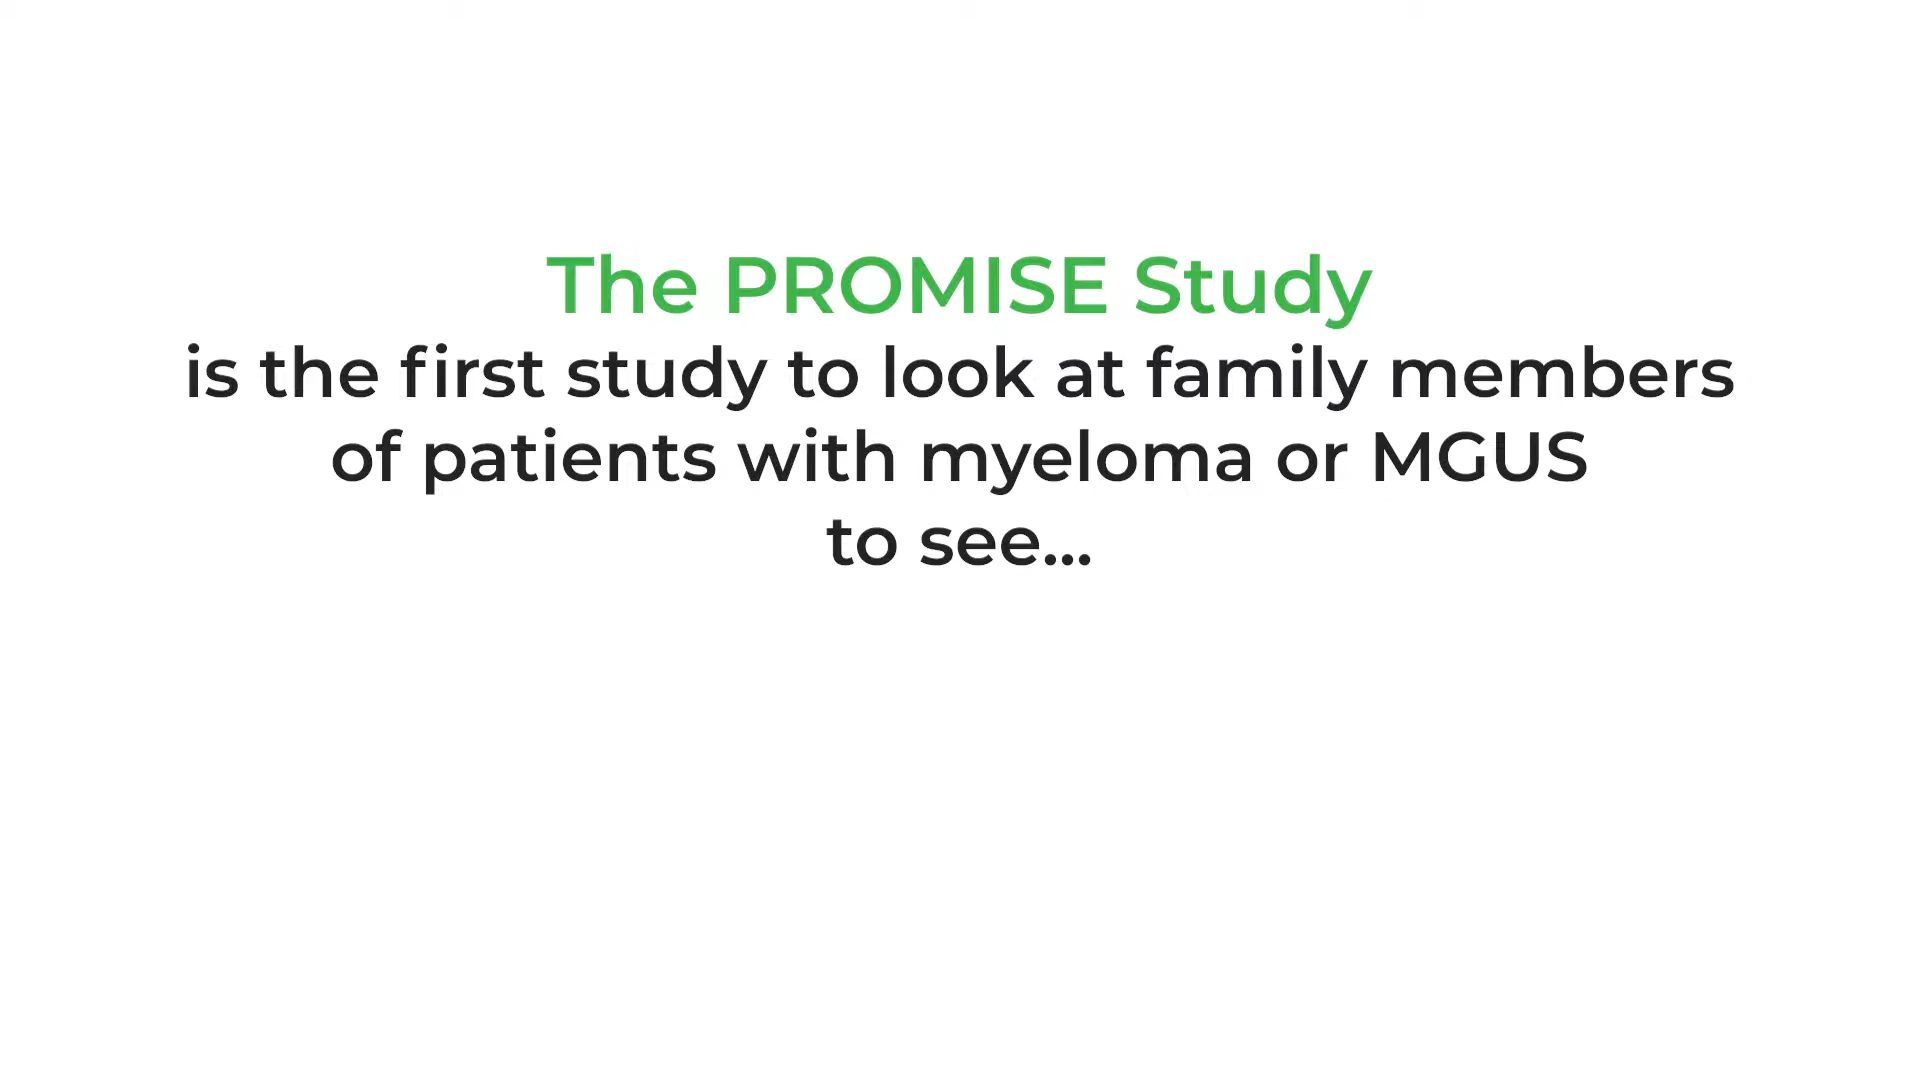 The PROMISE Study
is the first study to look at family members
of patients with myeloma or MGUS
to see...